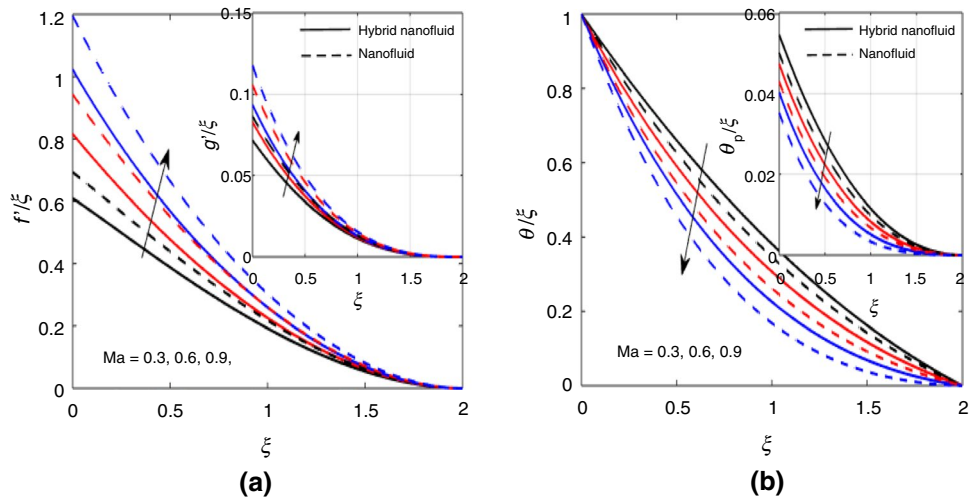 1.2
1
0.8
0.6
0.4
0.2
0
f'/ξ
0 0.5 1 1.5 2
ξ
Ma = 0.3, 0.6, 0.9,
0.15
0.1
0.05
0
g'/ξ
0 0.5 1 1.5 2
ξ
Hybrid nanofluid
Nanofluid
(a)
1
0.8
0.6
0.4
0.2
0
θ/ξ
0 0.5 1 1.5 2
ξ
Ma = 0.3, 0.6, 0.9
0.06
0.04
0.02
0
θp/ξ
0.5 1 1.5 2
ξ
Hybrid nanofluid
Nanofluid
(b)